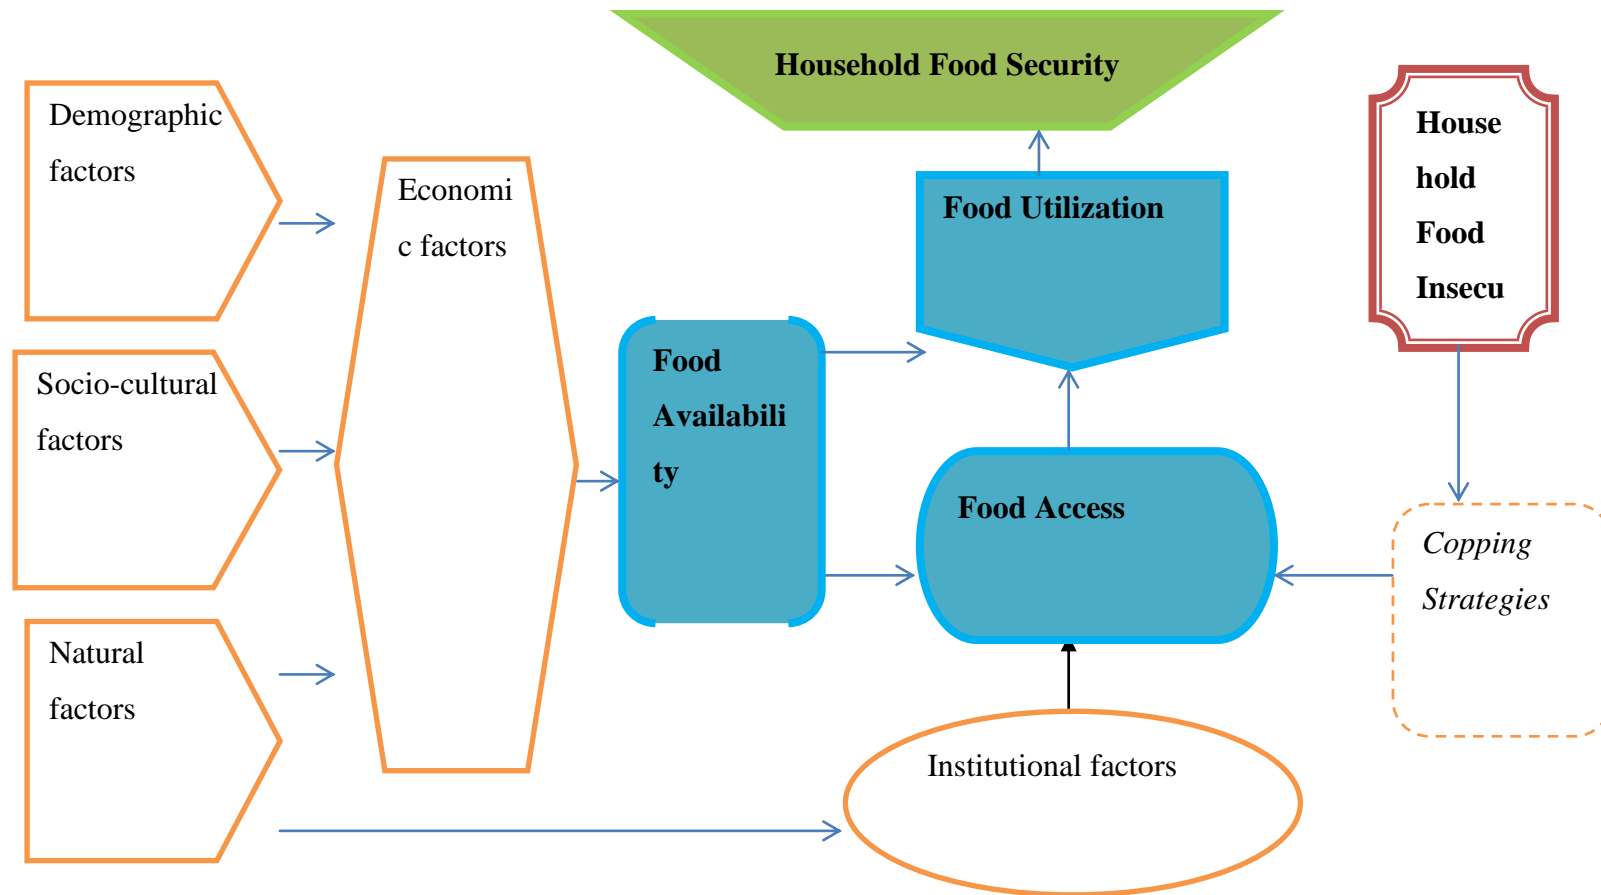 Household Food Security
Demographic
factors
Economi
c factors
Food Utilization
House
hold
Food
Insecu
Socio-cultural
factors
Food
Availabili
ty
Food Access
Copping
Strategies
Natural
factors
Institutional factors